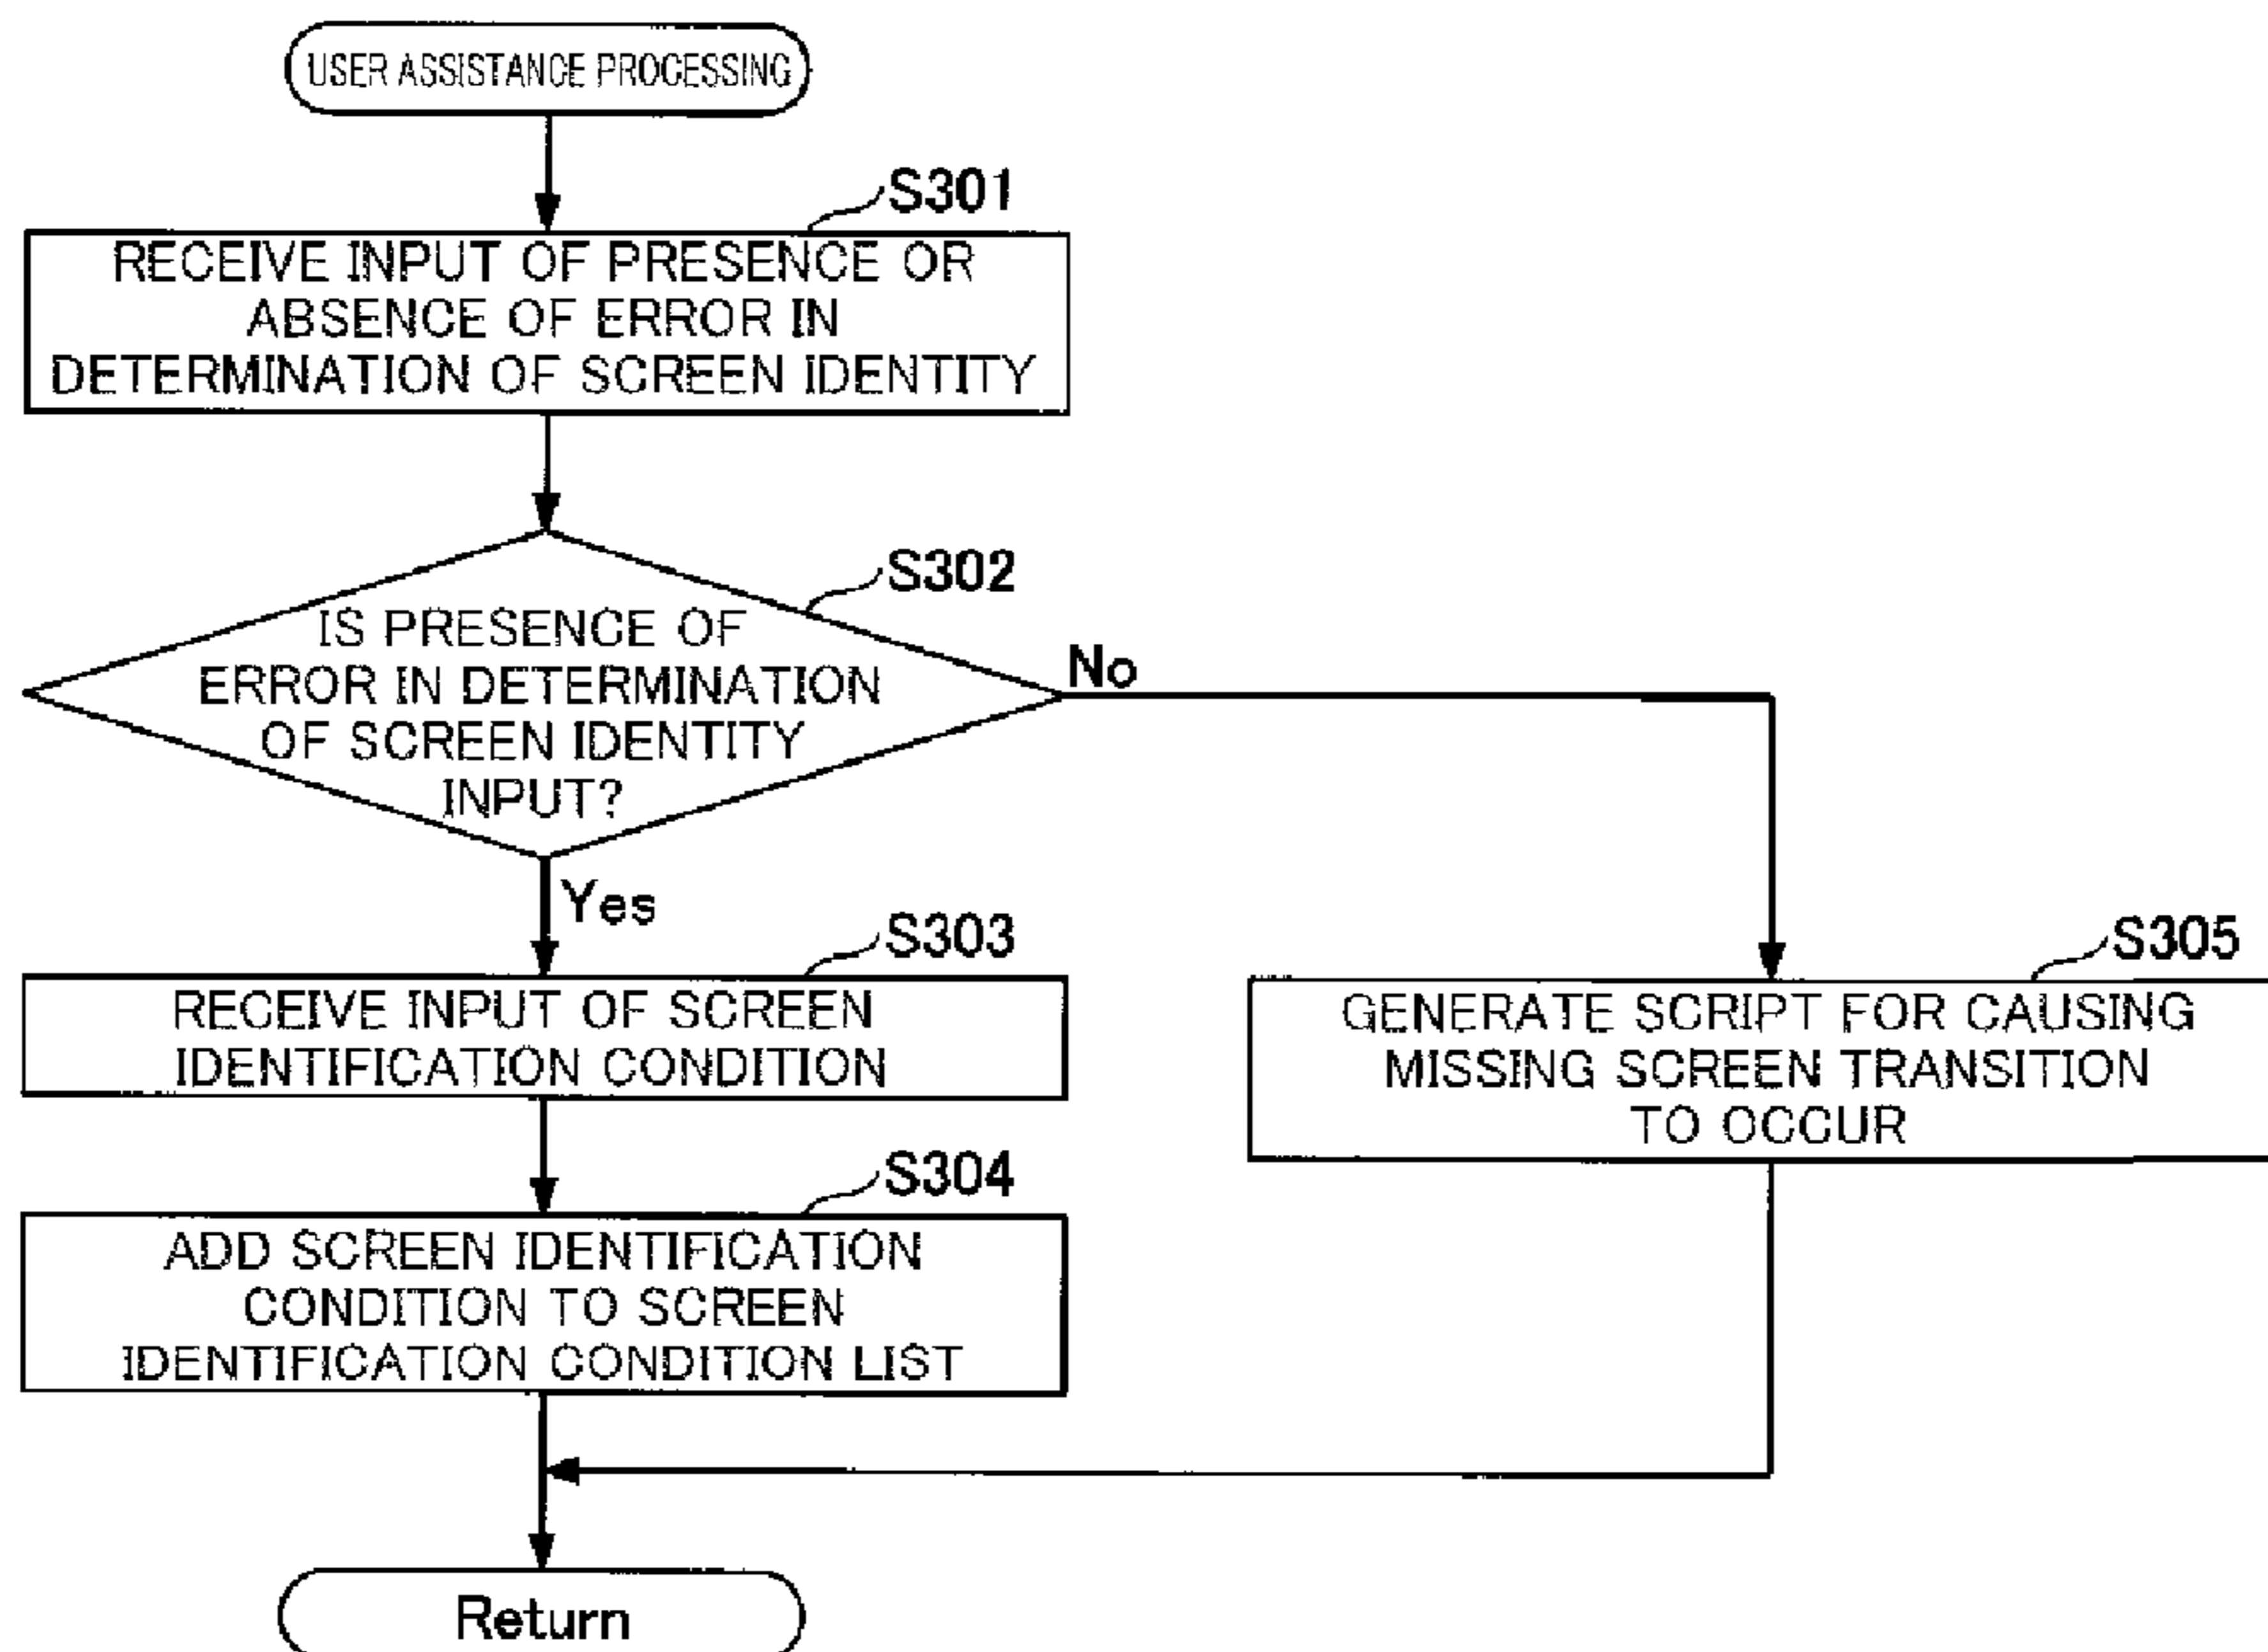 USER ASSISTANCE PROCESSING
S301
RECEIVE INPUT OF PRESENCE OR
ABSENCE OF ERROR IN
DETERMINATION OF SCREEN IDENTITY
S302
IS PRESENCE OF
ERROR IN DETERMINATION
OF SCREEN IDENTITY
INPUT?
No
Yes
S303
RECEIVE INPUT OF SCREEN
IDENTIFICATION CONDITION
S305
GENERATE SCRIPT FOR CAUSING
MISSING SCREEN TRANSITION
TO OCCUR
S304
ADD SCREEN IDENTIFICATION
CONDITION TO SCREEN
IDENTIFICATION CONDITION LIST
Return